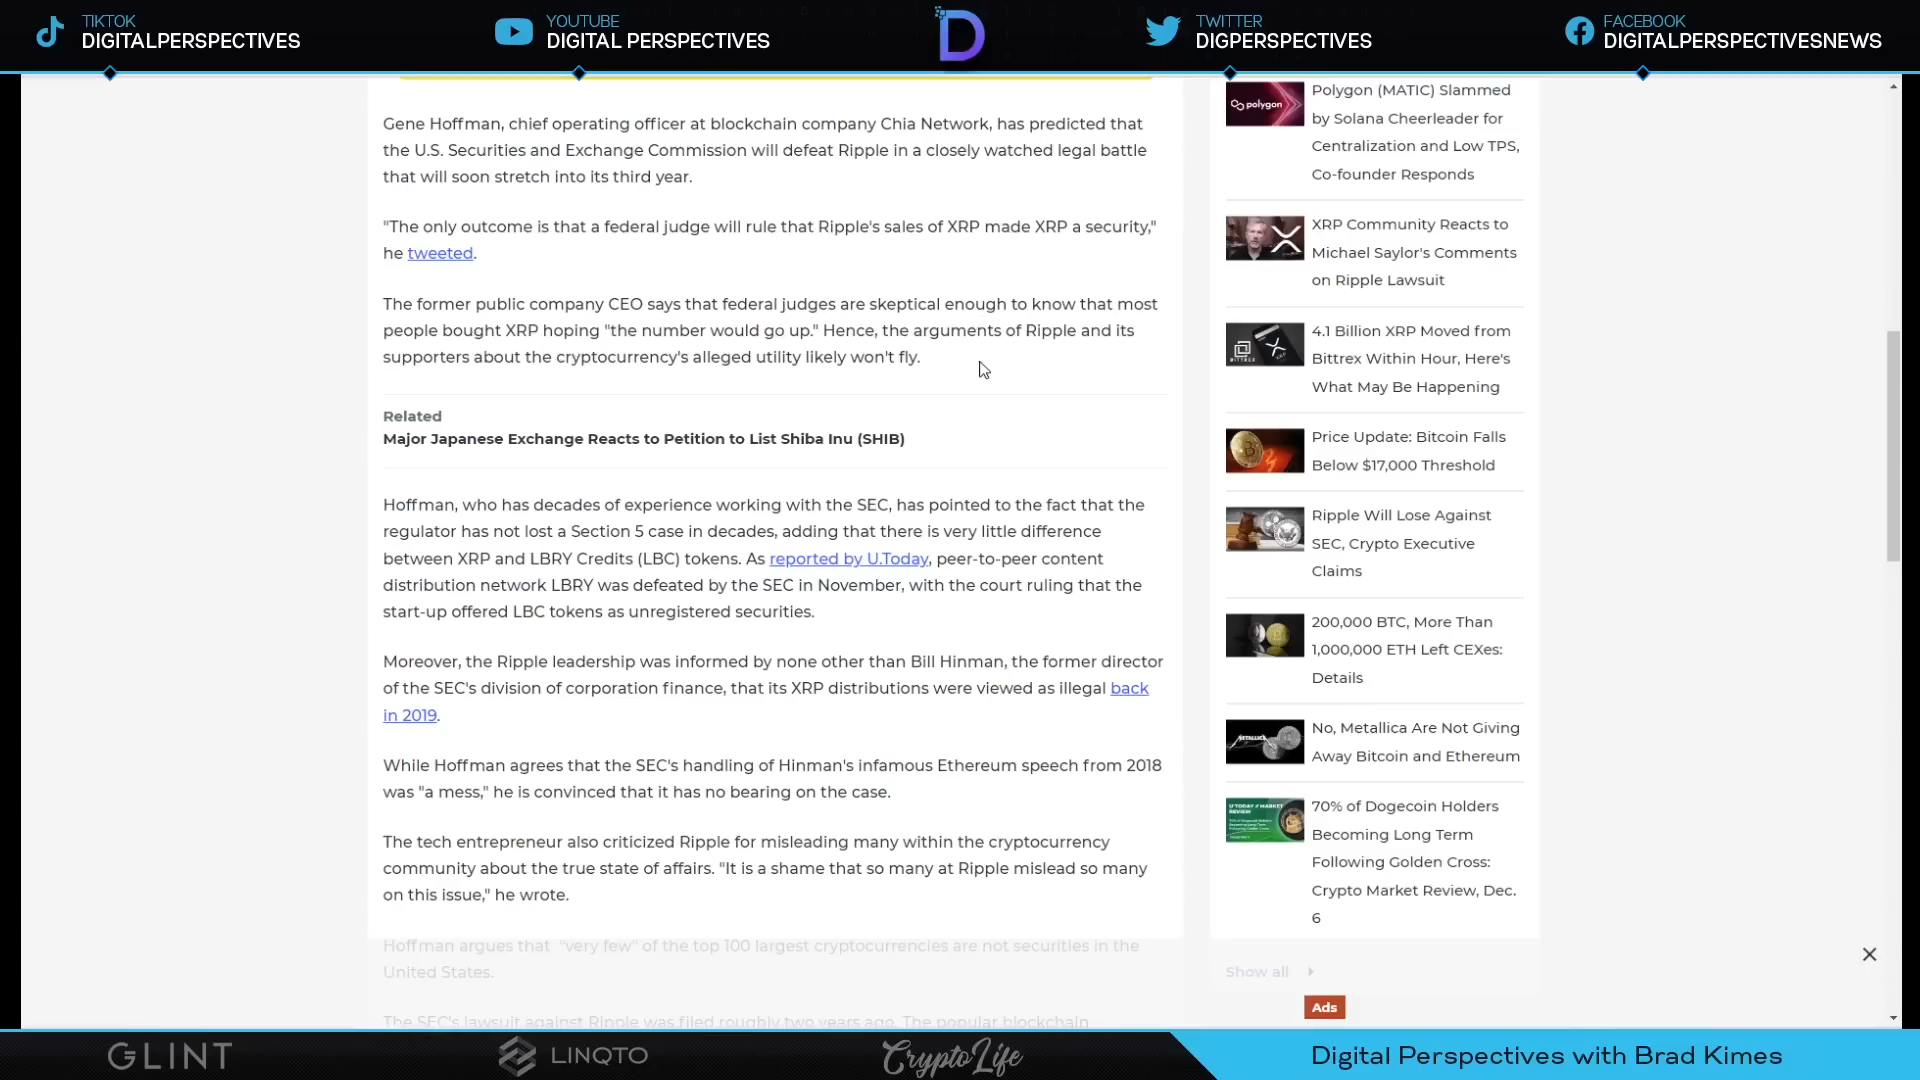 TIKTOK
DIGITALPERSPECTIVES
YOUTUBE
DIGITAL PERSPECTIVES
D
TWITTER
DIGPERSPECTIVES
FACEBOOK
DIGITALPERSPECTIVESNEWS
Gene Hoffman, chief operating officer at blockchain company Chia Network, has predicted that
the U.S. Securities and Exchange Commission will defeat Ripple in a closely watched legal battle
that will soon stretch into its third year.
"The only outcome is that a federal judge will rule that Ripple's sales of XRP made XRP a security,"
he tweeted.
The former public company CEO says that federal judges are skeptical enough to know that most
people bought XRP hoping "the number would go up." Hence, the arguments of Ripple and its
supporters about the cryptocurrency's alleged utility likely won't fly.
Related
Major Japanese Exchange Reacts to Petition to List Shiba Inu (SHIB)
Hoffman, who has decades of experience working with the SEC, has pointed to the fact that the
regulator has not lost a Section 5 case in decades, adding that there is very little difference
between XRP and LBRY Credits (LBC) tokens. As reported by U.Today, peer-to-peer content
distribution network LBRY was defeated by the SEC in November, with the court ruling that the
start-up offered LBC tokens as unregistered securities.
Moreover, the Ripple leadership was informed by none other than Bill Hinman, the former director
of the SEC's division of corporation finance, that its XRP distributions were viewed as illegal back
in 2019.
While Hoffman agrees that the SEC's handling of Hinman's infamous Ethereum speech from 2018
was "a mess," he is convinced that it has no bearing on the case.
The tech entrepreneur also criticized Ripple for misleading many within the cryptocurrency
community about the true state of affairs. "It is a shame that so many at Ripple mislead so many
on this issue," he wrote.
Hoffman argues that "very few" of the top 100 largest cryptocurrencies are not securities in the
United States.
The SEC's lawsuit against Ripple was filed roughly two years ago. The popular blockchain
polygon
Polygon (MATIC) Slammed
by Solana Cheerleader for
Centralization and Low TPS,
Co-founder Responds
XRP Community Reacts to
Michael Saylor's Comments
on Ripple Lawsuit
BITTREX
4.1 Billion XRP Moved from
Bittrex Within Hour, Here's
What May Be Happening
Price Update: Bitcoin Falls
Below $17,000 Threshold
Ripple Will Lose Against
SEC, Crypto Executive
Claims
200,000 BTC, More Than
1,000,000 ETH Left CEXes:
Details
METALLICA
No, Metallica Are Not Giving
Away Bitcoin and Ethereum
70% of Dogecoin Holders
Becoming Long Term
Following Golden Cross:
Crypto Market Review, Dec.
6
Show all
Ads
GLINT
LINQTO
CryptoLife
Digital Perspectives with Brad Kimes